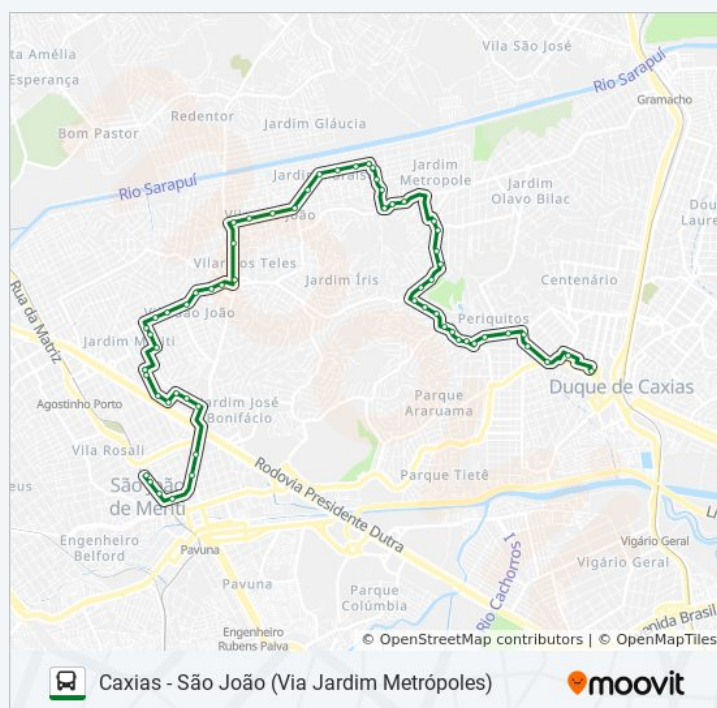 Vila São José
ta Amélia
Esperança
Rio Sarapuí
Gramacho
Redentor
Jardim Gláucia
Bom Pastor
Jardim
Metropole
Rio Sarapuí
Jardim
Olavo Bilac
Vilar dos Teles
Jardim Íris
Centenário
Rua da Matriz
Periquitos
Agostinho Porto
Jardim José
Bonifácio
Duque de Caxias
Parque
Araruama
Vila Rosali
Rodovia Presidente Dutra
Parque Tietê
São João
de Meriti
Engenheiro
Belford
Pavuna
Vigário Geral
Vigário Geral
Rio Cachorros
Pavuna
Parque
Colúmbia
Engenheiro
Rubens Paiva
enida Brasil
© OpenStreetMap contributors | © OpenMapTiles
Caxias - São João (Via Jardim Metrópoles)
moovit